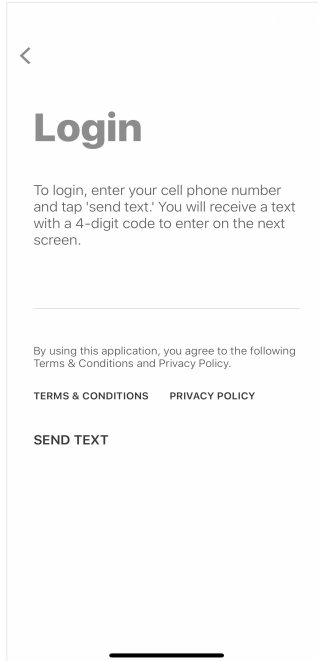 Login
To login, enter your cell phone number
and tap 'send text.' You will receive a text
with a 4-digit code to enter on the next
screen.
By using this application, you agree to the following
Terms & Conditions and Privacy Policy.
TERMS & CONDITIONS PRIVACY POLICY
SEND TEXT